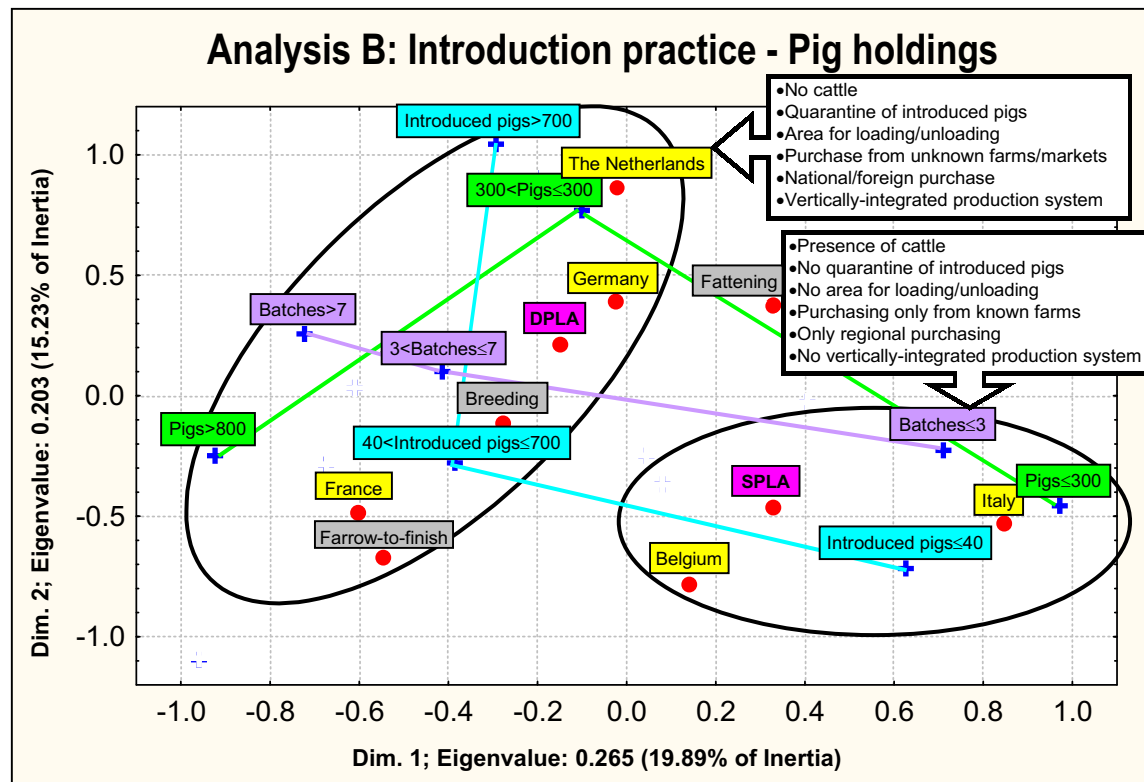 Analysis B: Introduction practice - Pig holdings
•No cattle
•Quarantine of introduced pigs
•Area for loading/unloading
•Purchase from unknown farms/markets
•National/foreign purchase
•Vertically-integrated production system
•Presence of cattle
•No quarantine of introduced pigs
•No area for loading/unloading
•Purchasing only from known farms
•Only regional purchasing
•No vertically-integrated production system
Introduced pigs>700
The Netherlands
300<Pigs≤300
Germany
Fattening
Batches>7
DPLA
3<Batches≤7
Breeding
Batches≤3
Pigs>800
40<Introduced pigs≤700
SPLA
Pigs≤300
France
Italy
Farrow-to-finish
Introduced pigs≤40
Belgium
1.0
0.5
0.0
-0.5
-1.0
Dim. 2; Eigenvalue: 0.203 (15.23% of Inertia)
-1.0 -0.8 -0.6 -0.4 -0.2 0.0 0.2 0.4 0.6 0.8 1.0
Dim. 1; Eigenvalue: 0.265 (19.89% of Inertia)